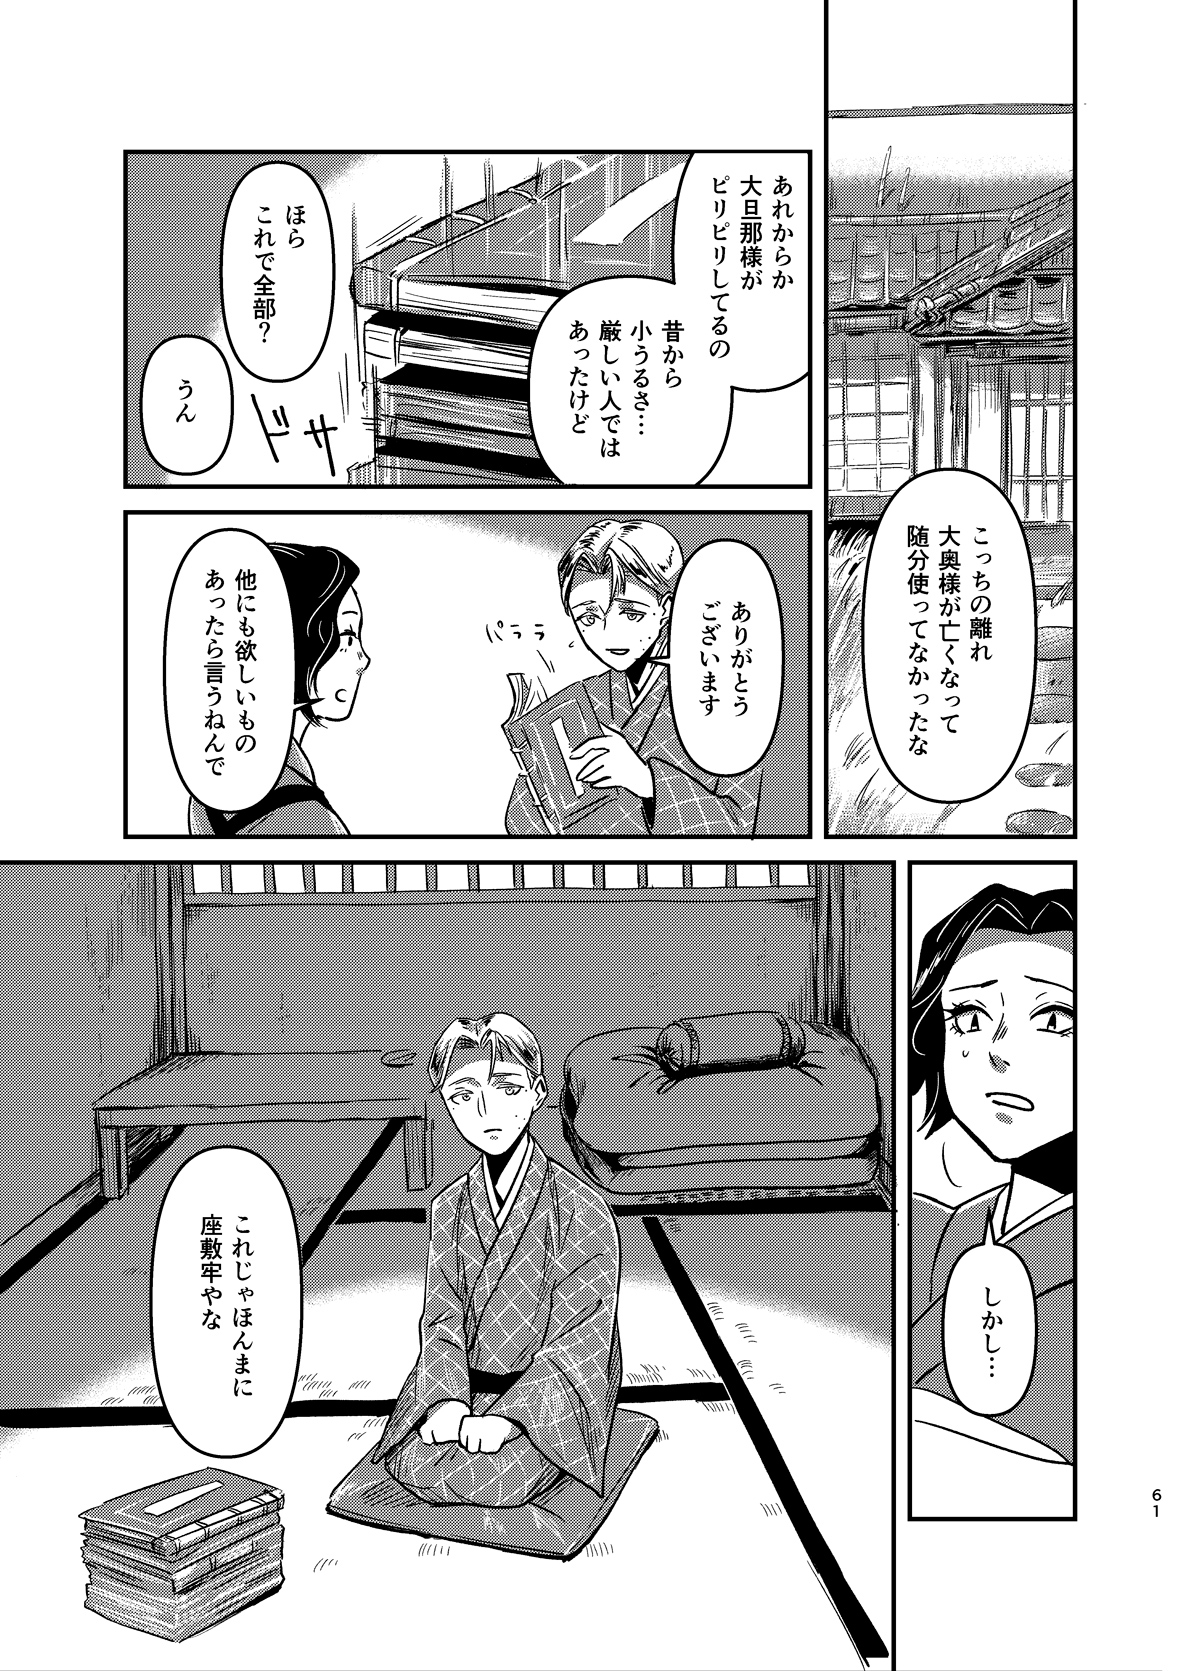 こっちの離れ
大奥様が亡くなって
随分使ってなかったな
あれからか
大旦那様が
ピリピリしてるの
昔から
小うるさ…
厳しい人では
あったけど
ほら
これで全部?
うん
ドサ
ありがとう
ございます
パララ
他にも欲しいもの
あったら言うねんで
しかし…
これじゃほんまに
座敷牢やな
61